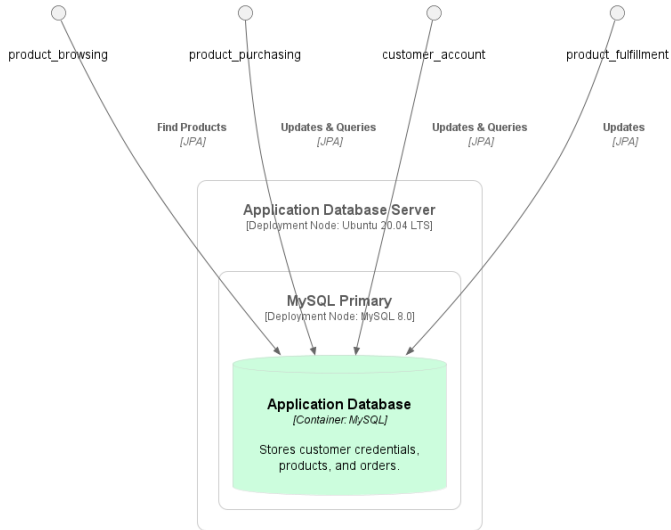 product_browsing
product_purchasing
customer_account
product_fulfillment
Find Products
[JPA]
Updates & Queries
[JPA]
Updates & Queries
[JPA]
Updates
[JPA]
Application Database Server
[Deployment Node: Ubuntu 20.04 LTS]
MySQL Primary
[Deployment Node: MySQL 8.0]
Application Database
[Container: MySQL]
Stores customer credentials,
products, and orders.